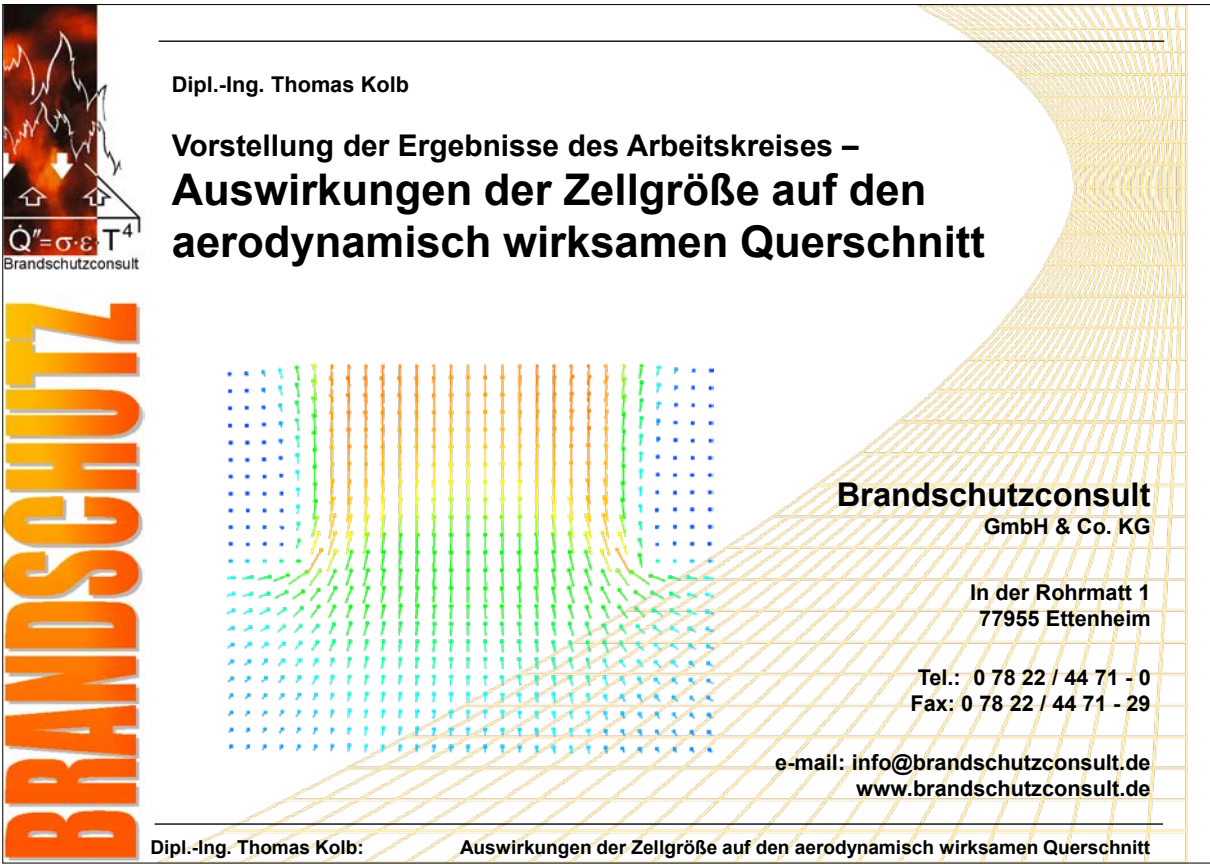 Dipl.-Ing. Thomas Kolb
Vorstellung der Ergebnisse des Arbeitskreises –
Auswirkungen der Zellgröße auf den
aerodynamisch wirksamen Querschnitt
Q̇"=σ·ε·T⁴
Brandschutzconsult
BRANDSCHUTZ
Brandschutzconsult
GmbH & Co. KG
In der Rohrmatt 1
77955 Ettenheim
Tel.: 0 78 22 / 44 71 - 0
Fax: 0 78 22 / 44 71 - 29
e-mail: info@brandschutzconsult.de
www.brandschutzconsult.de
Dipl.-Ing. Thomas Kolb: Auswirkungen der Zellgröße auf den aerodynamisch wirksamen Querschnitt